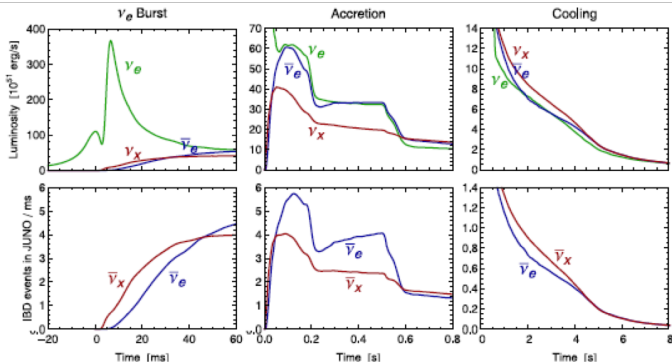 νe Burst
Accretion
Cooling
Luminosity [10^51 erg/s]
400
300
200
100
0
νe
νx
ν̄e
70
60
50
40
30
20
10
0
νe
ν̄e
νx
14
12
10
8
6
4
2
0
νx
ν̄e
νe
IBD events in JUNO / ms
6
5
4
3
2
1
ν̄x
ν̄e
6
5
4
3
2
1
ν̄e
ν̄x
1.4
1.2
1.0
0.8
0.6
0.4
0.2
ν̄x
ν̄e
-20 0 20 40 60
0.0 0.2 0.4 0.6 0.8
2 4 6 8
Time [ms]
Time [s]
Time [s]